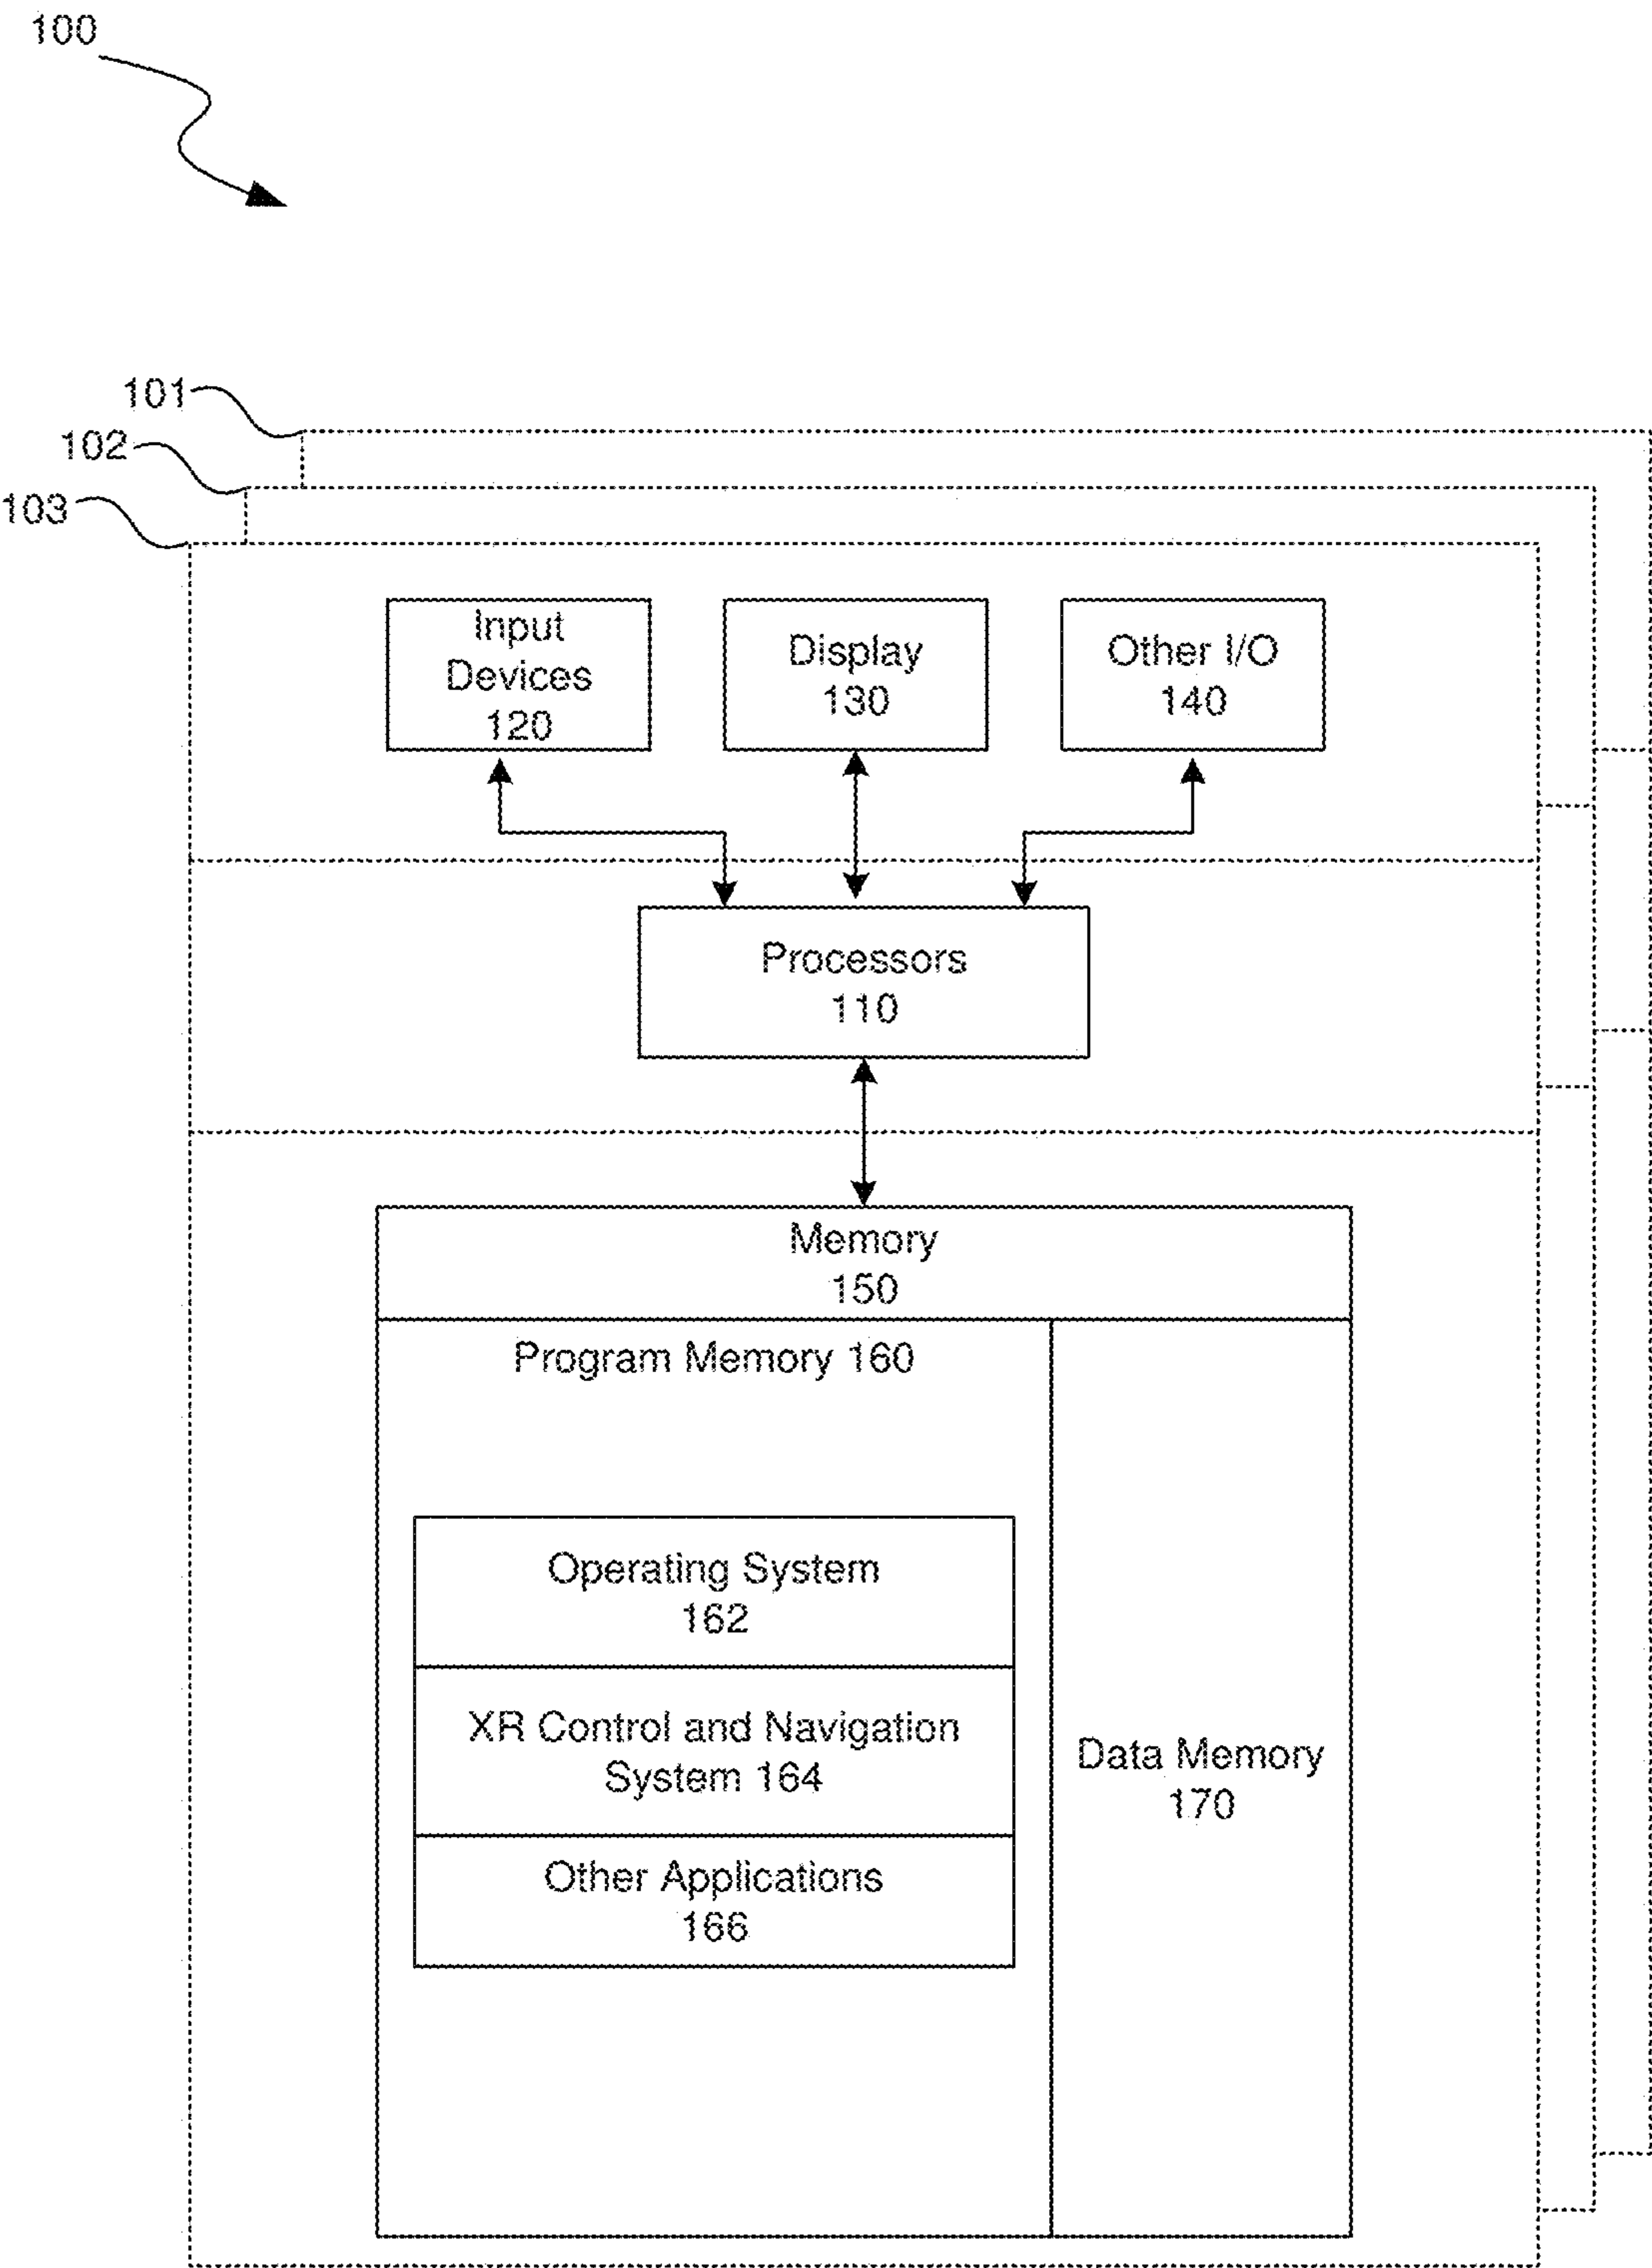 100
101
102
103
Input
Devices
120
Display
130
Other I/O
140
Processors
110
Memory
150
Program Memory 160
Operating System
162
XR Control and Navigation
System 164
Other Applications
166
Data Memory
170